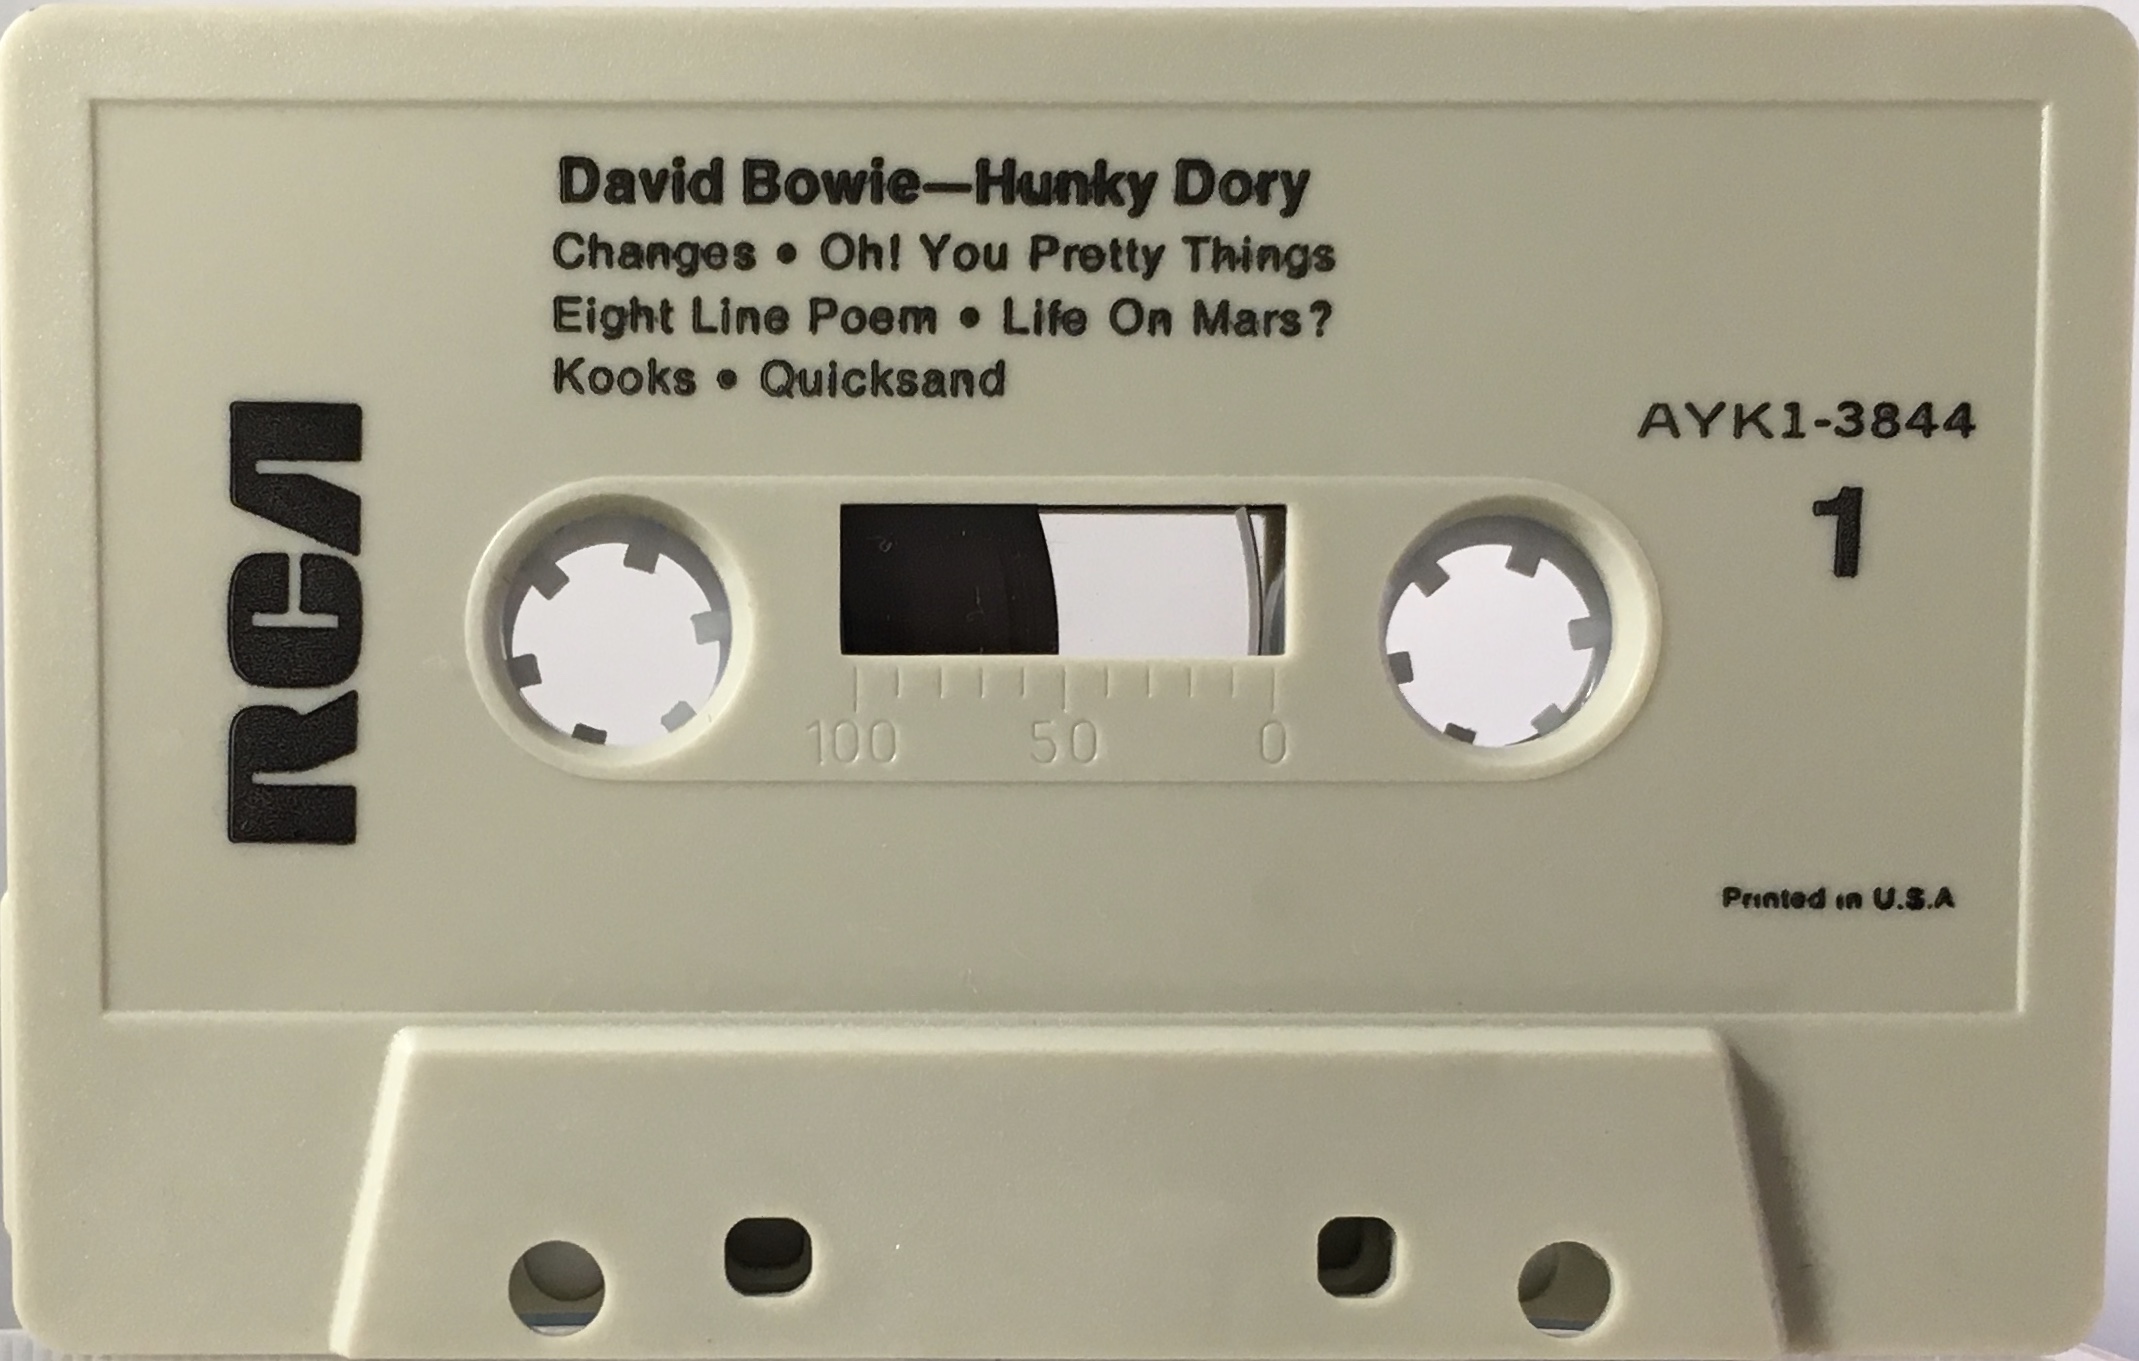 David Bowie—Hunky Dory
Changes • Oh! You Pretty Things
Eight Line Poem • Life On Mars?
Kooks • Quicksand
RCA
AYK1-3844
1
100 50 0
Printed in U.S.A